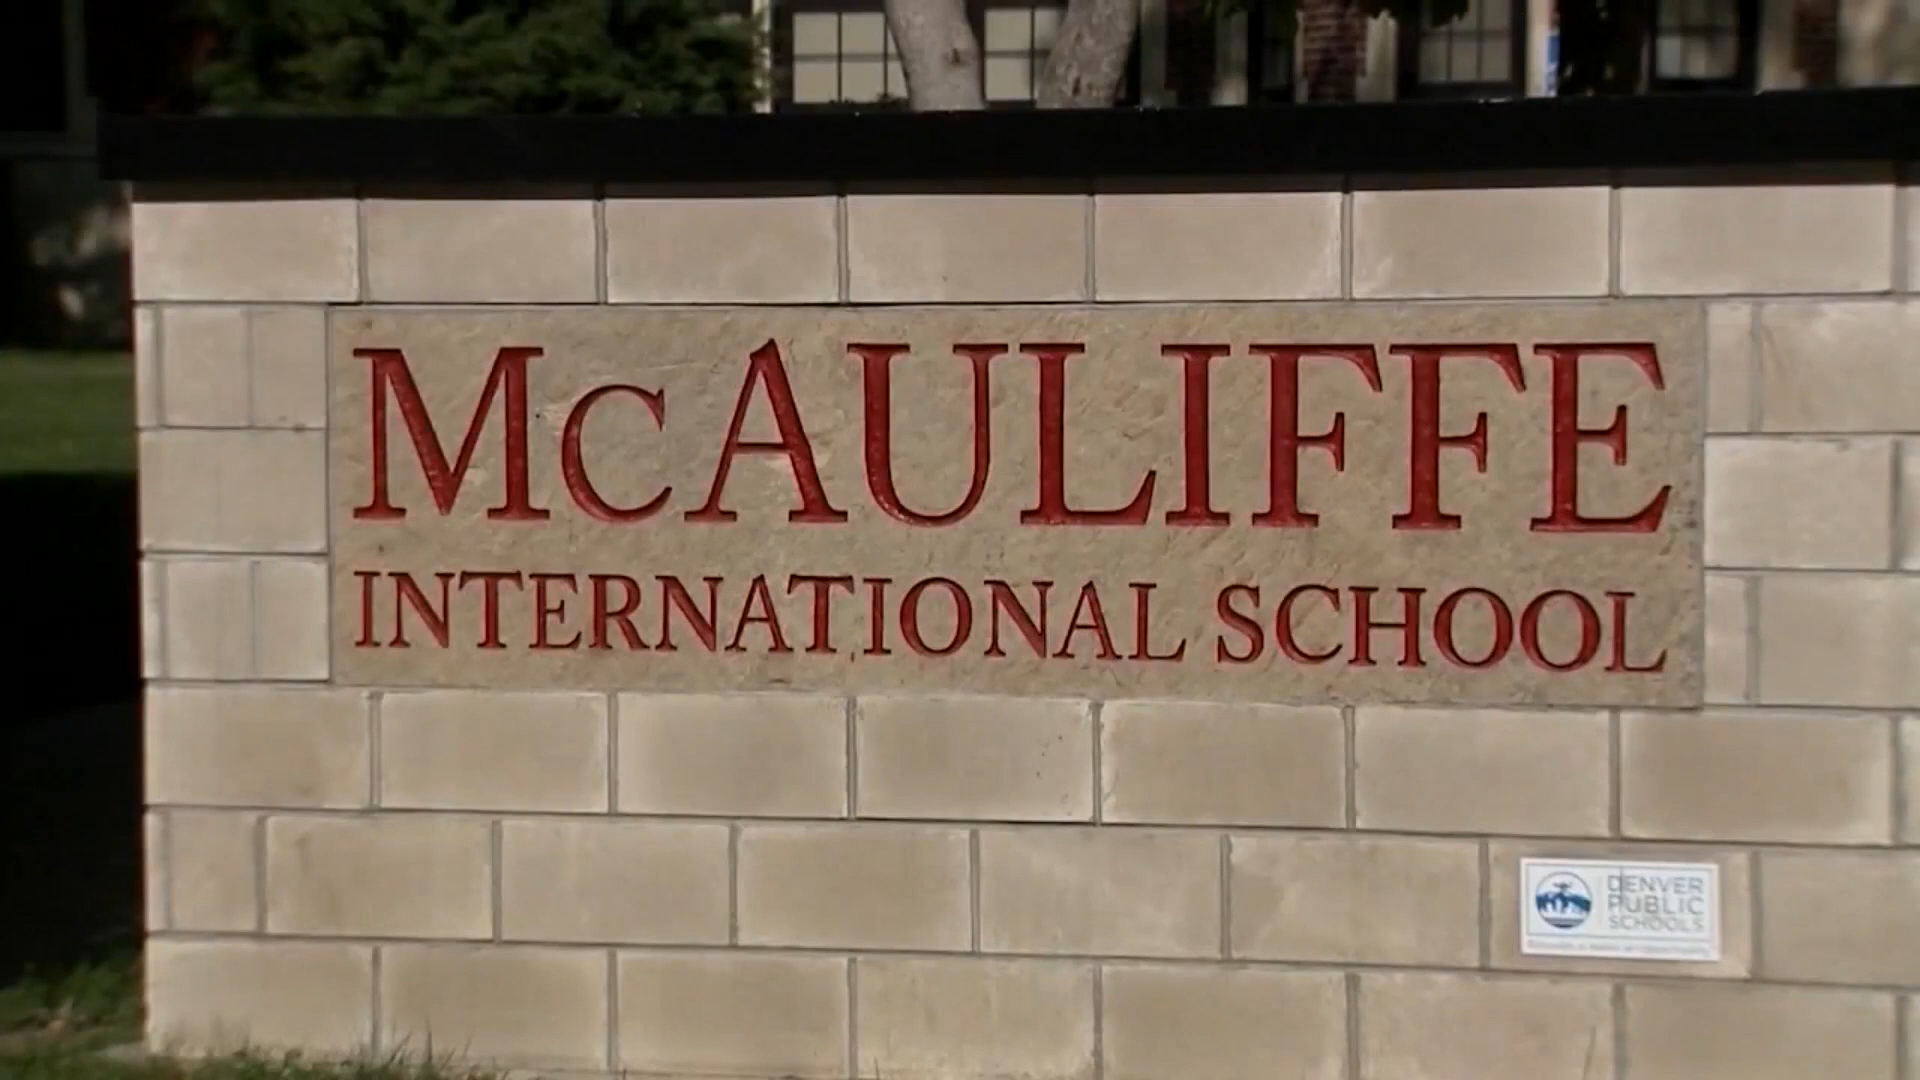 McAULIFFE
INTERNATIONAL SCHOOL
DENVER
PUBLIC
SCHOOLS